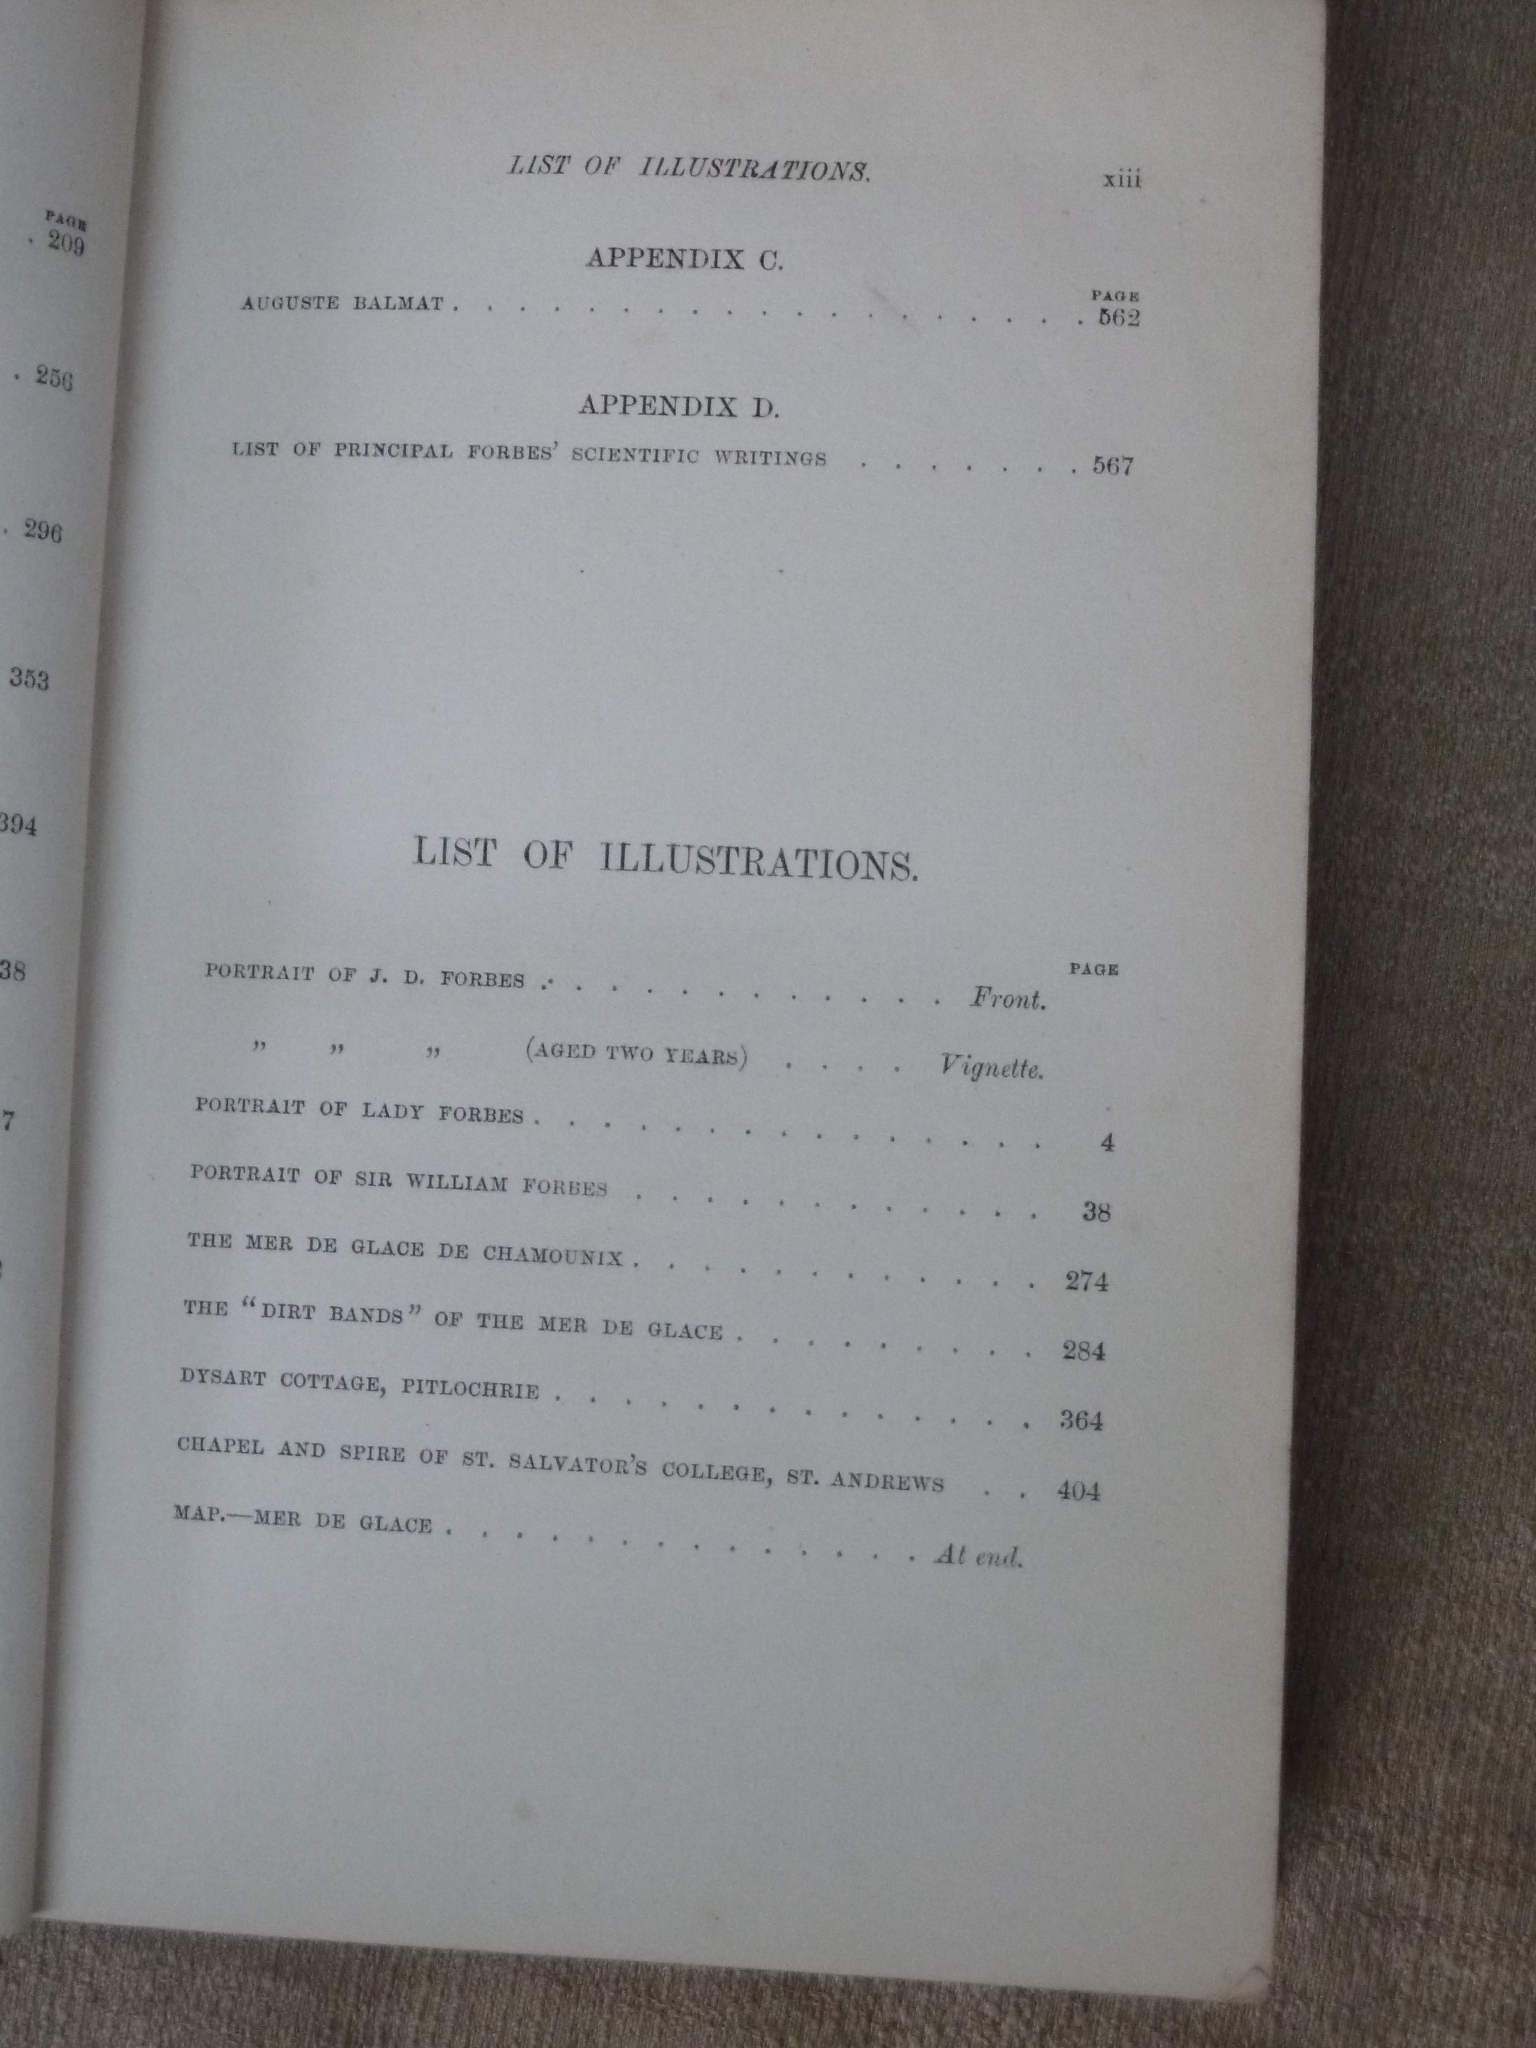 PAGE
. 209
. 256
. 296
353
394
38
7
LIST OF ILLUSTRATIONS. xiii
APPENDIX C.
PAGE
AUGUSTE BALMAT . . . . . . . . . . . . . . . . . . . 562
APPENDIX D.
LIST OF PRINCIPAL FORBES' SCIENTIFIC WRITINGS . . . . . . . 567
LIST OF ILLUSTRATIONS.
PAGE
PORTRAIT OF J. D. FORBES . . . . . . . . . . . . Front.
” ” ” (AGED TWO YEARS) . . . . Vignette.
PORTRAIT OF LADY FORBES . . . . . . . . . . . . . . . 4
PORTRAIT OF SIR WILLIAM FORBES . . . . . . . . . . . . 38
THE MER DE GLACE DE CHAMOUNIX . . . . . . . . . . . . 274
THE “DIRT BANDS” OF THE MER DE GLACE . . . . . . . . . 284
DYSART COTTAGE, PITLOCHRIE . . . . . . . . . . . . . . 364
CHAPEL AND SPIRE OF ST. SALVATOR'S COLLEGE, ST. ANDREWS . . 404
MAP.—MER DE GLACE . . . . . . . . . . . . . . At end.